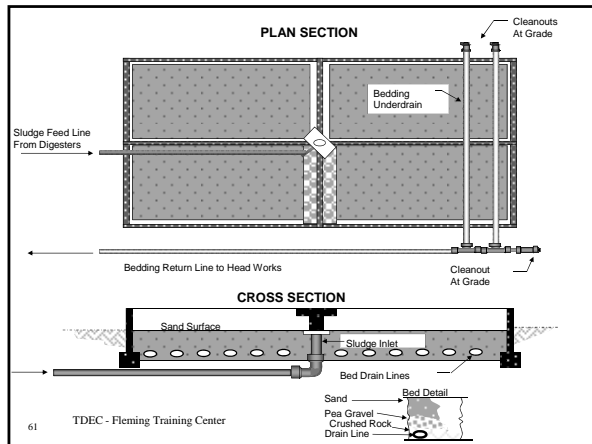 PLAN SECTION
Cleanouts
At Grade
Bedding
Underdrain
Sludge Feed Line
From Digesters
Bedding Return Line to Head Works
Cleanout
At Grade
CROSS SECTION
Sand Surface
Sludge Inlet
Bed Drain Lines
Bed Detail
Sand
Pea Gravel
Crushed Rock
Drain Line
61
TDEC - Fleming Training Center